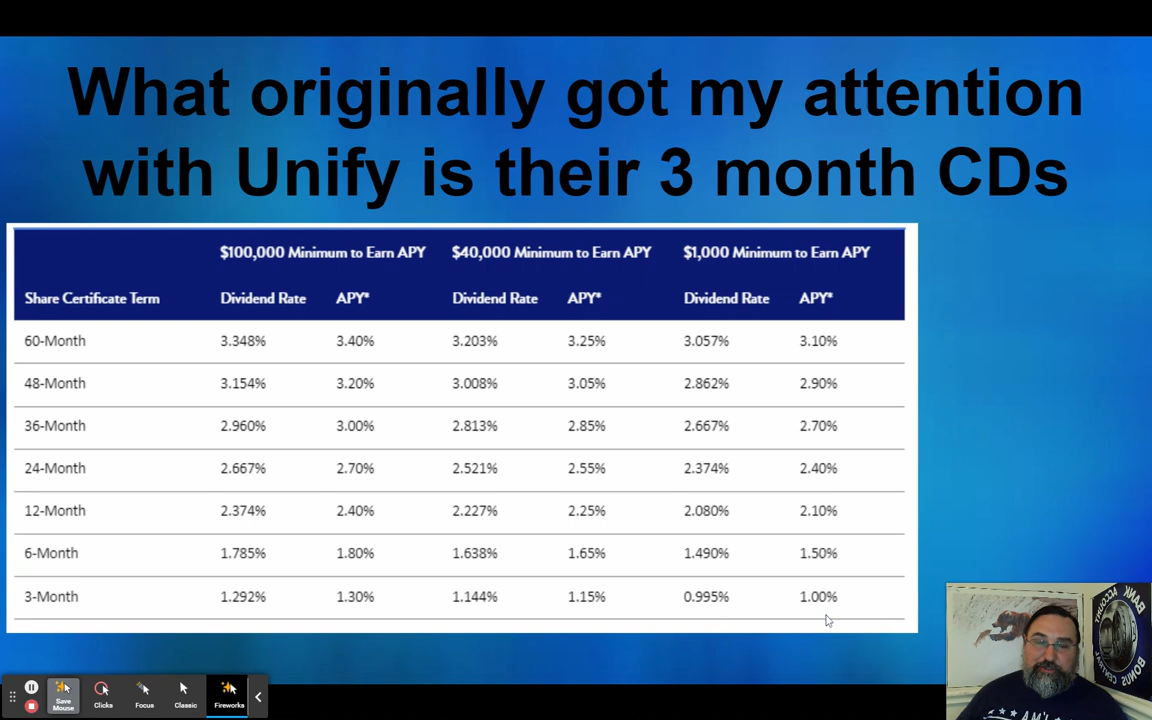 What originally got my attention
with Unify is their 3 month CDs
$100,000 Minimum to Earn APY $40,000 Minimum to Earn APY $1,000 Minimum to Earn APY
Share Certificate Term Dividend Rate APY* Dividend Rate APY* Dividend Rate APY*
60-Month 3.348% 3.40% 3.203% 3.25% 3.057% 3.10%
48-Month 3.154% 3.20% 3.008% 3.05% 2.862% 2.90%
36-Month 2.960% 3.00% 2.813% 2.85% 2.667% 2.70%
24-Month 2.667% 2.70% 2.521% 2.55% 2.374% 2.40%
12-Month 2.374% 2.40% 2.227% 2.25% 2.080% 2.10%
6-Month 1.785% 1.80% 1.638% 1.65% 1.490% 1.50%
3-Month 1.292% 1.30% 1.144% 1.15% 0.995% 1.00%
BANK ACCOUNT
BONUS CENTRAL
Save
Mouse
Clicks
Focus
Classic
Fireworks